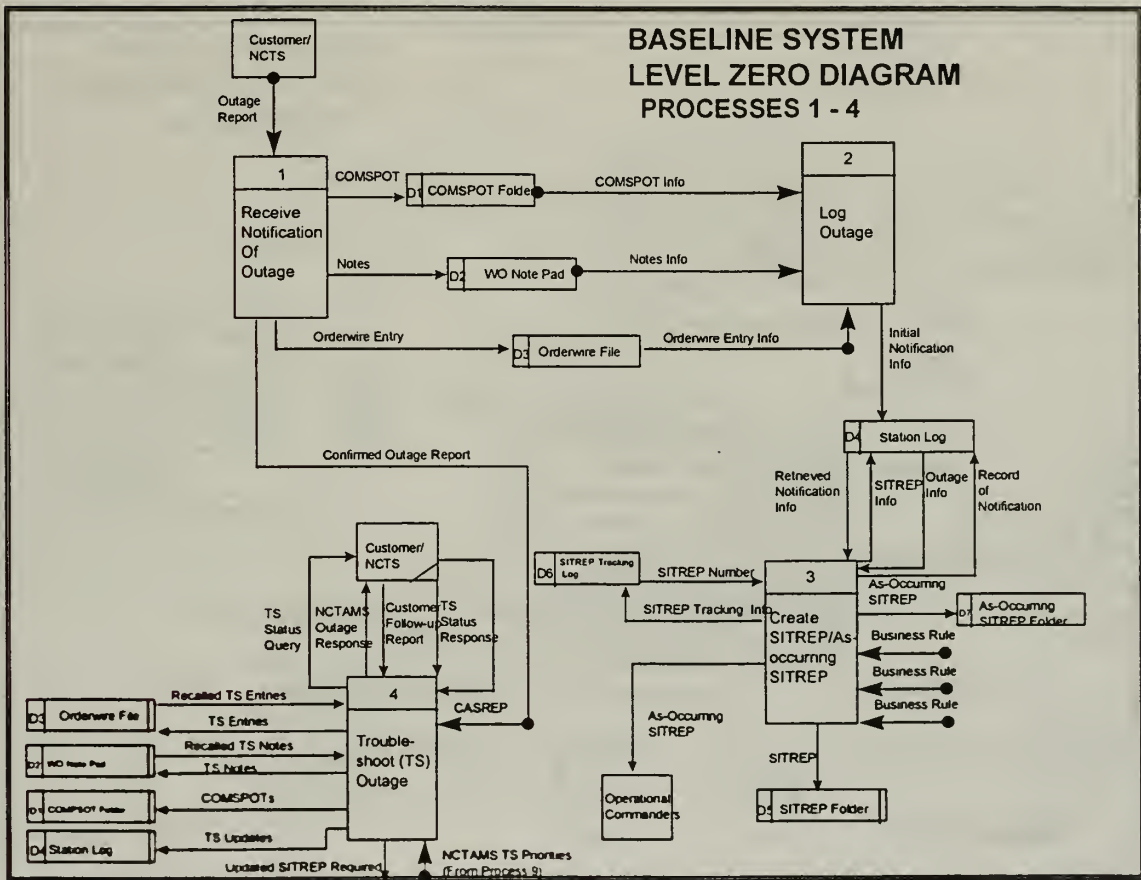 BASELINE SYSTEM
LEVEL ZERO DIAGRAM
PROCESSES 1 - 4
Customer/
NCTS
Outage
Report
1
Receive
Notification
Of
Outage
COMSPOT
D1 COMSPOT Folder
COMSPOT Info
2
Log
Outage
Notes
D2 WO Note Pad
Notes Info
Orderwire Entry
D3 Orderwire File
Orderwire Entry Info
Initial
Notification
Info
D4 Station Log
Confirmed Outage Report
Retrieved
Notification
Info
SITREP
Info
Outage
Info
Record
of
Notification
Customer/
NCTS
D6 SITREP Tracking
Log
SITREP Number
SITREP Tracking Info
3
Create
SITREP/As-
occurring
SITREP
As-Occurring
SITREP
D7 As-Occurring
SITREP Folder
Business Rule
Business Rule
Business Rule
TS
Status
Query
NCTAMS
Outage
Response
Customer
Follow-up
Report
TS
Status
Response
4
Trouble-
shoot (TS)
Outage
CASREP
As-Occurring
SITREP
Operational
Commanders
SITREP
D5 SITREP Folder
Recalled TS Entries
D3 Orderwire File
TS Entries
Recalled TS Notes
D2 WO Note Pad
TS Notes
COMSPOTs
D1 COMPSOT Folder
TS Updates
D4 Station Log
Updated SITREP Required
NCTAMS TS Priorities
(From Process 9)